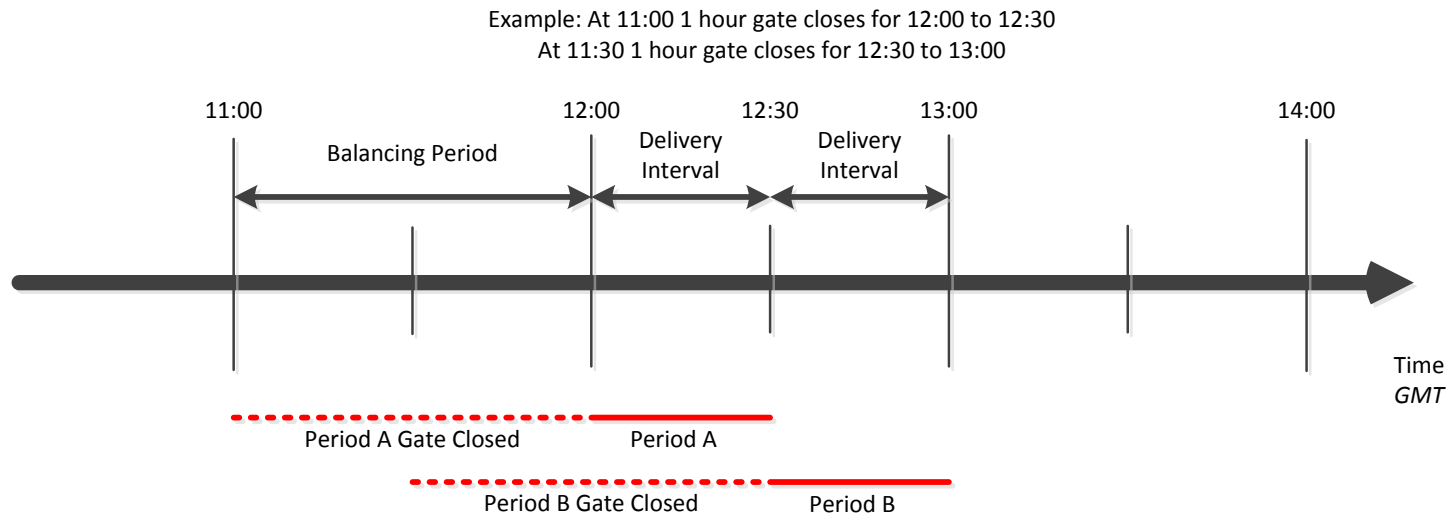 Example: At 11:00 1 hour gate closes for 12:00 to 12:30
At 11:30 1 hour gate closes for 12:30 to 13:00
11:00
12:00
12:30
13:00
14:00
Balancing Period
Delivery
Interval
Delivery
Interval
Time
GMT
Period A Gate Closed
Period A
Period B Gate Closed
Period B